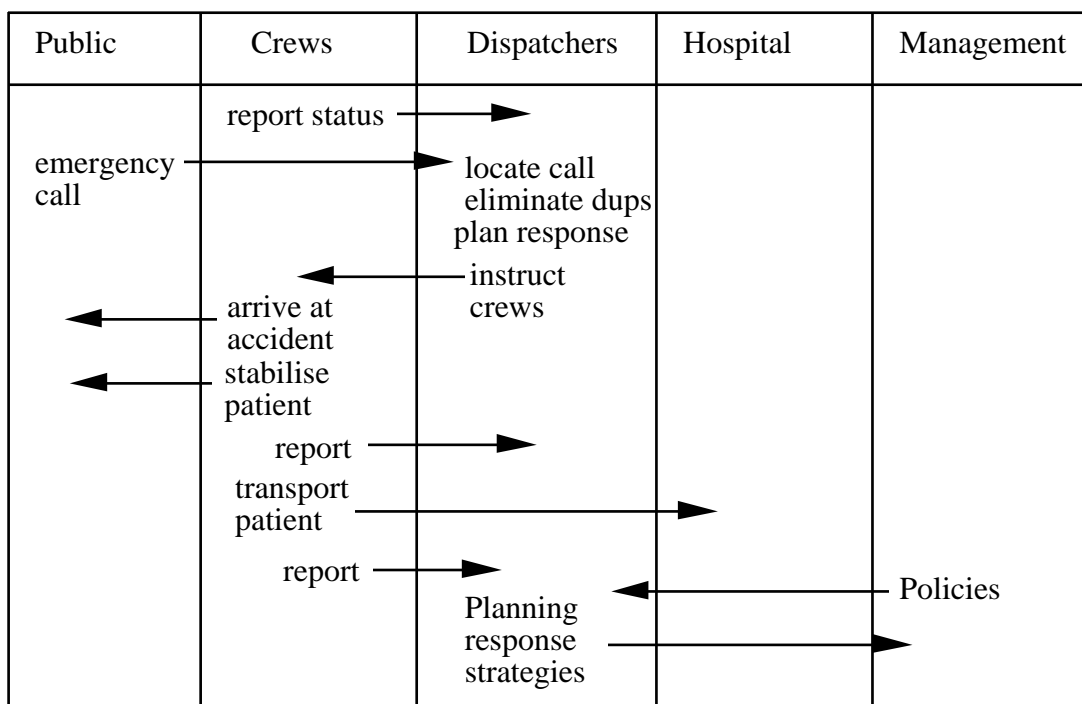 Public Crews Dispatchers Hospital Management
report status
emergency
call
locate call
eliminate dups
plan response
instruct
crews
arrive at
accident
stabilise
patient
report
transport
patient
report
Policies
Planning
response
strategies